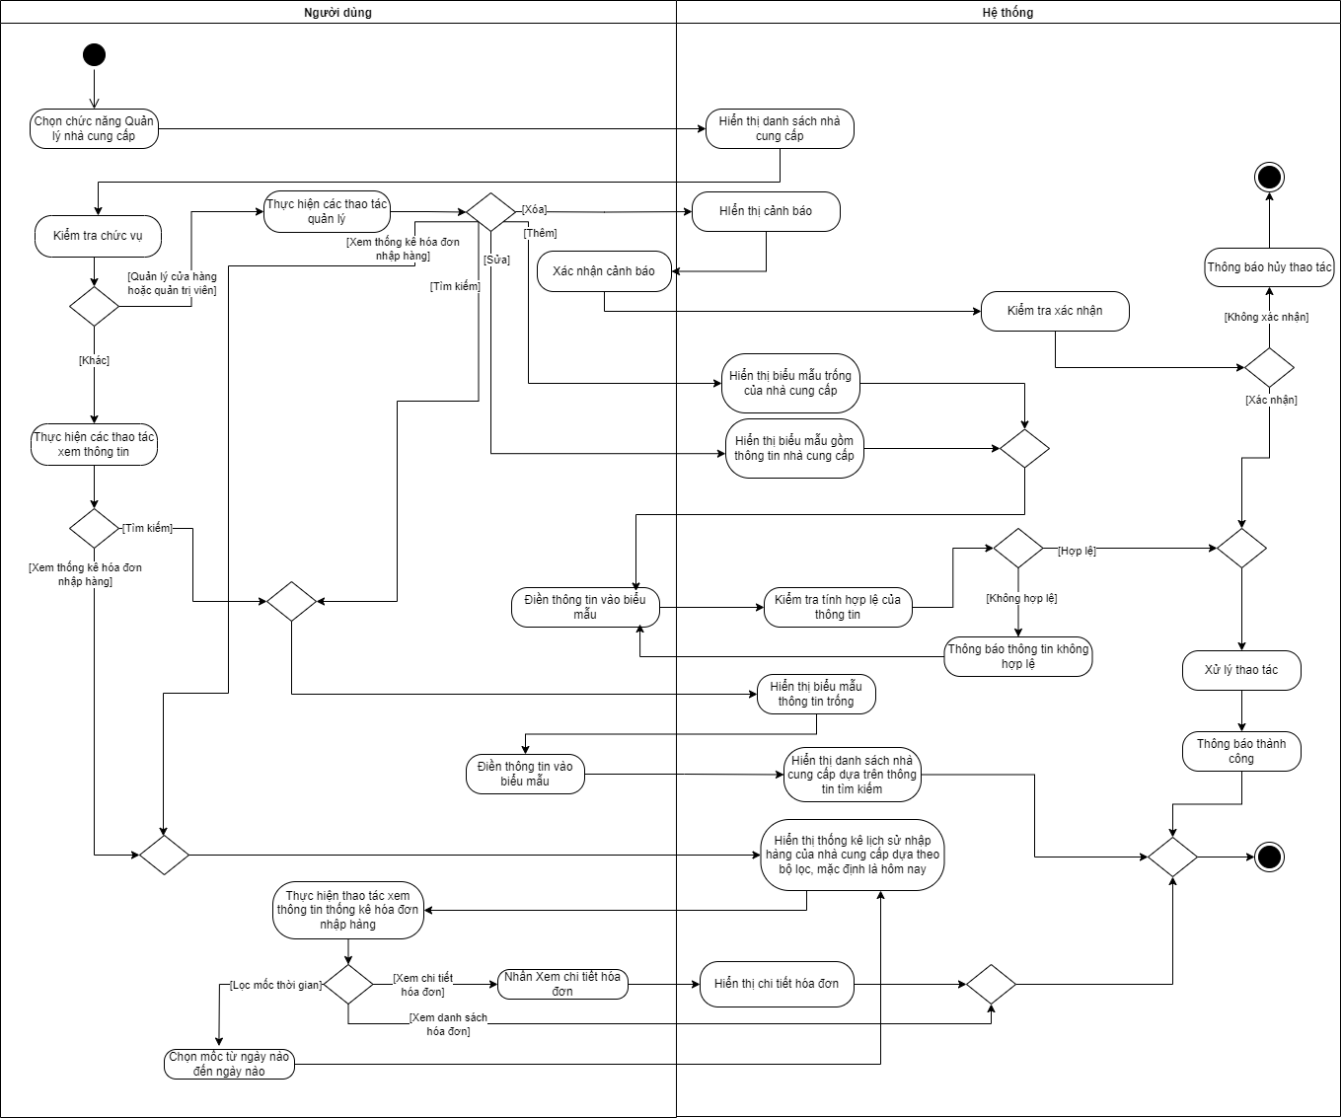 Người dùng
Hệ thống
Chọn chức năng Quản
lý nhà cung cấp
Hiển thị danh sách nhà
cung cấp
Kiểm tra chức vụ
Thực hiện các thao tác
quản lý
[Xóa]
HIển thị cảnh báo
[Thêm]
[Xem thống kê hóa đơn
nhập hàng]
[Sửa]
[Tìm kiếm]
[Quản lý cửa hàng
hoặc quản trị viên]
Xác nhận cảnh báo
Thông báo hủy thao tác
Kiểm tra xác nhận
[Không xác nhận]
[Khác]
Hiển thị biểu mẫu trống
của nhà cung cấp
[Xác nhận]
Thực hiện các thao tác
xem thông tin
Hiển thị biểu mẫu gồm
thông tin nhà cung cấp
[Tìm kiếm]
[Xem thống kê hóa đơn
nhập hàng]
[Hợp lệ]
Điền thông tin vào biểu
mẫu
Kiểm tra tính hợp lệ của
thông tin
[Không hợp lệ]
Thông báo thông tin không
hợp lệ
Xử lý thao tác
Hiển thị biểu mẫu
thông tin trống
Thông báo thành
công
Điền thông tin vào
biểu mẫu
Hiển thị danh sách nhà
cung cấp dựa trên thông
tin tìm kiếm
Hiển thị thống kê lịch sử nhập
hàng của nhà cung cấp dựa theo
bộ lọc, mặc định là hôm nay
Thực hiện thao tác xem
thông tin thống kê hóa đơn
nhập hàng
[Lọc mốc thời gian]
[Xem chi tiết
hóa đơn]
Nhấn Xem chi tiết hóa
đơn
Hiển thị chi tiết hóa đơn
[Xem danh sách
hóa đơn]
Chọn mốc từ ngày nào
đến ngày nào